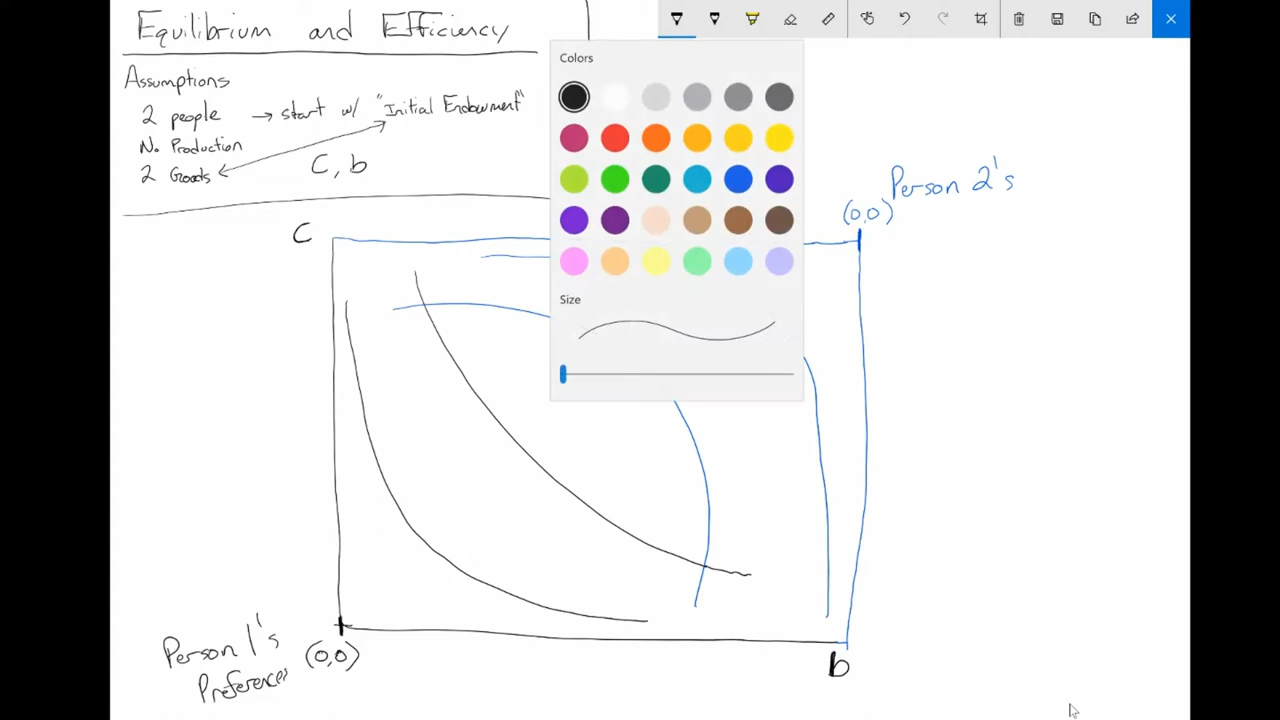 Equilibrium and Efficiency
Assumptions
2 people → start w/ "Initial Endowment"
No Production
2 Goods
C, b
Colors
Size
Person 2's
(0,0)
C
Person 1's
Preferences
(0,0)
b